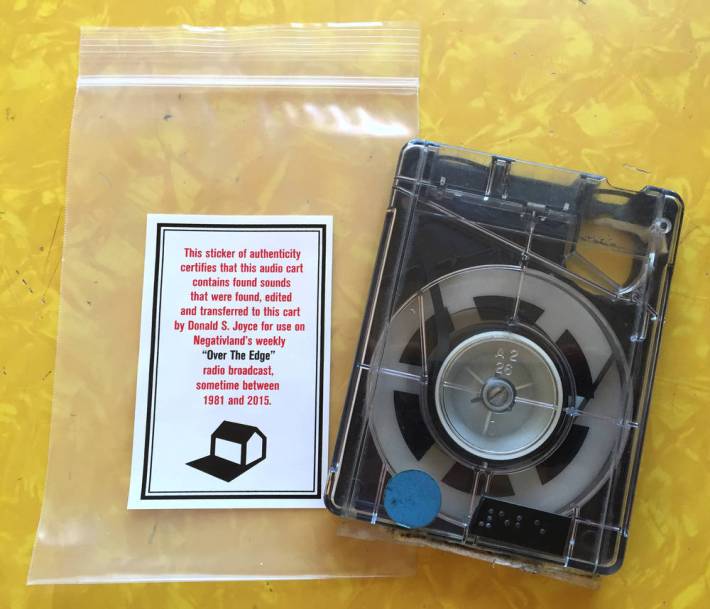 This sticker of authenticity
certifies that this audio cart
contains found sounds
that were found, edited
and transferred to this cart
by Donald S. Joyce for use on
Negativland's weekly
“Over The Edge”
radio broadcast,
sometime between
1981 and 2015.
A 2
26